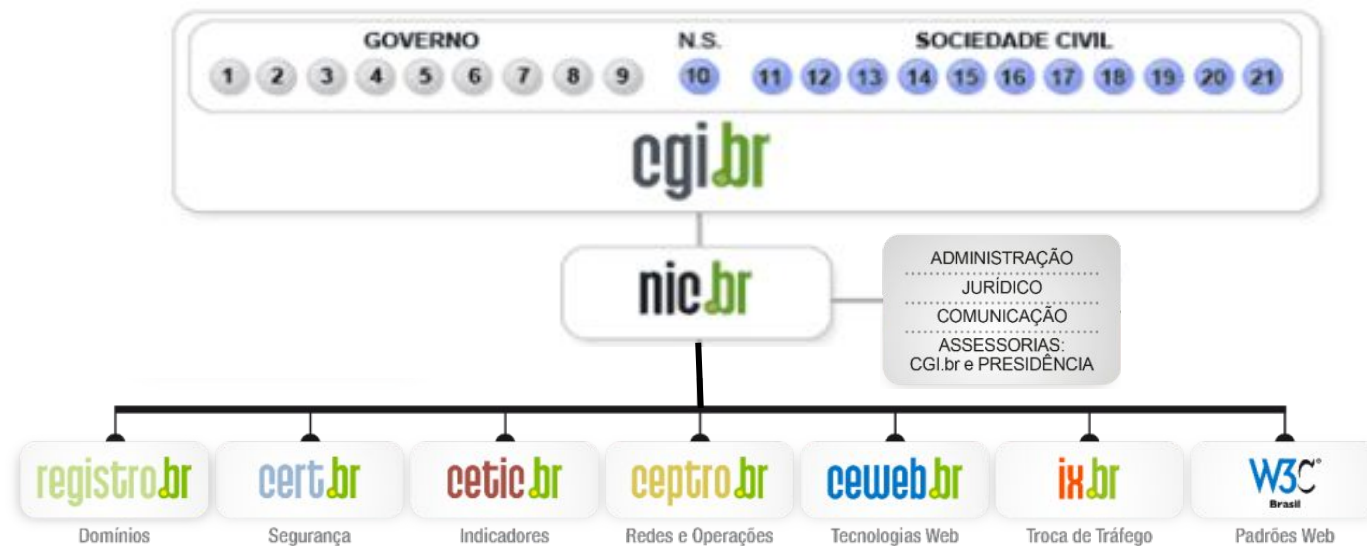 GOVERNO N.S. SOCIEDADE CIVIL
1 2 3 4 5 6 7 8 9 10 11 12 13 14 15 16 17 18 19 20 21
cgi.br
nic.br
ADMINISTRAÇÃO
JURÍDICO
COMUNICAÇÃO
ASSESSORIAS:
CGI.br e PRESIDÊNCIA
registro.br cert.br cetic.br ceptro.br ceweb.br ix.br W3C®
Brasil
Domínios Segurança Indicadores Redes e Operações Tecnologias Web Troca de Tráfego Padrões Web